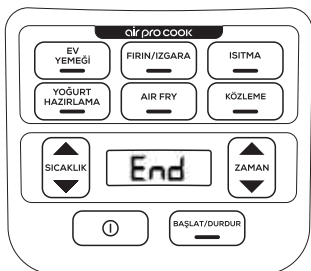 air pro cook
EV
YEMEĞİ
FIRIN/IZGARA
ISITMA
YOĞURT
HAZIRLAMA
AIR FRY
KÖZLEME
SICAKLIK
End
ZAMAN
BAŞLAT/DURDUR